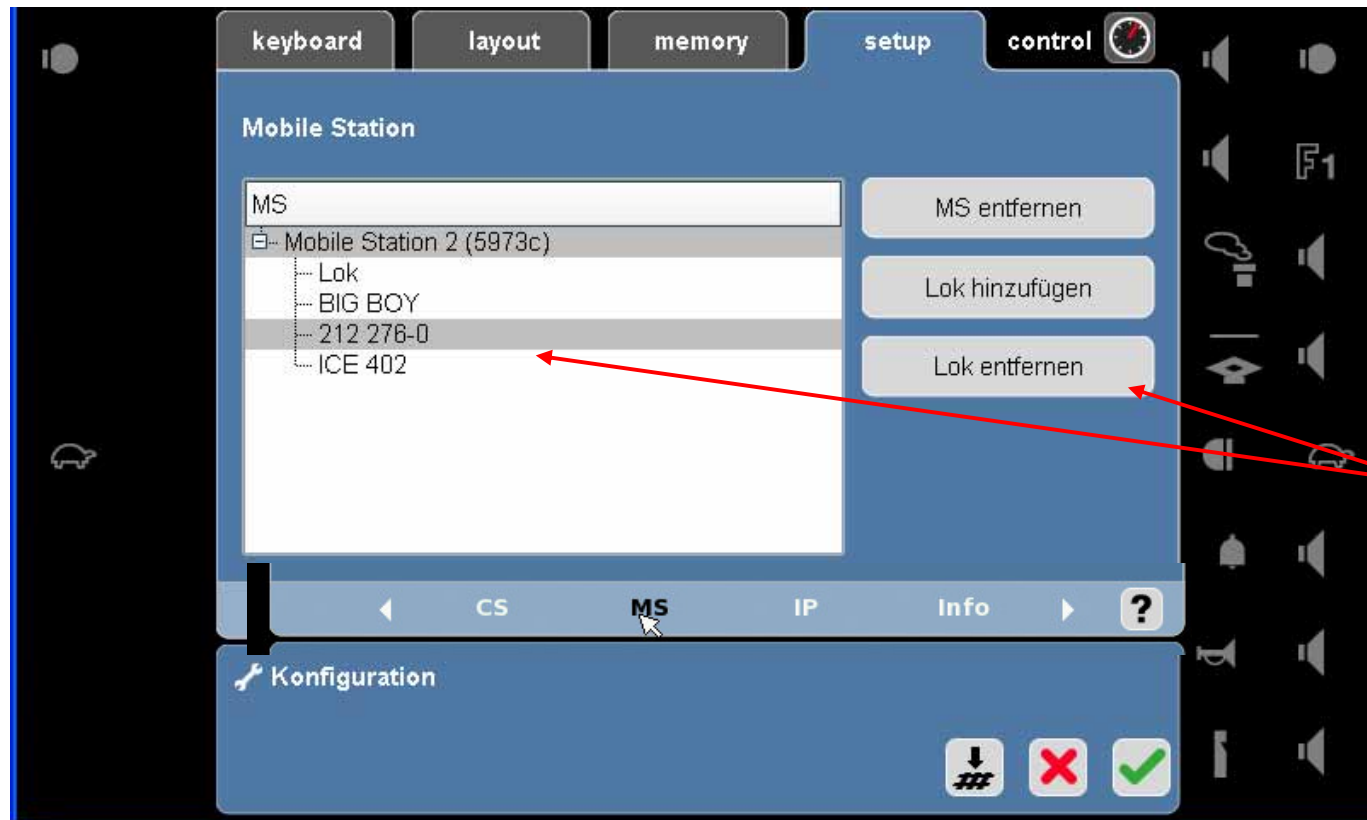 keyboard layout memory setup control
Mobile Station
F1
MS
MS entfernen
Mobile Station 2 (5973c)
Lok
Lok hinzufügen
BIG BOY
212 276-0
ICE 402
Lok entfernen
CS MS IP Info ?
Konfiguration